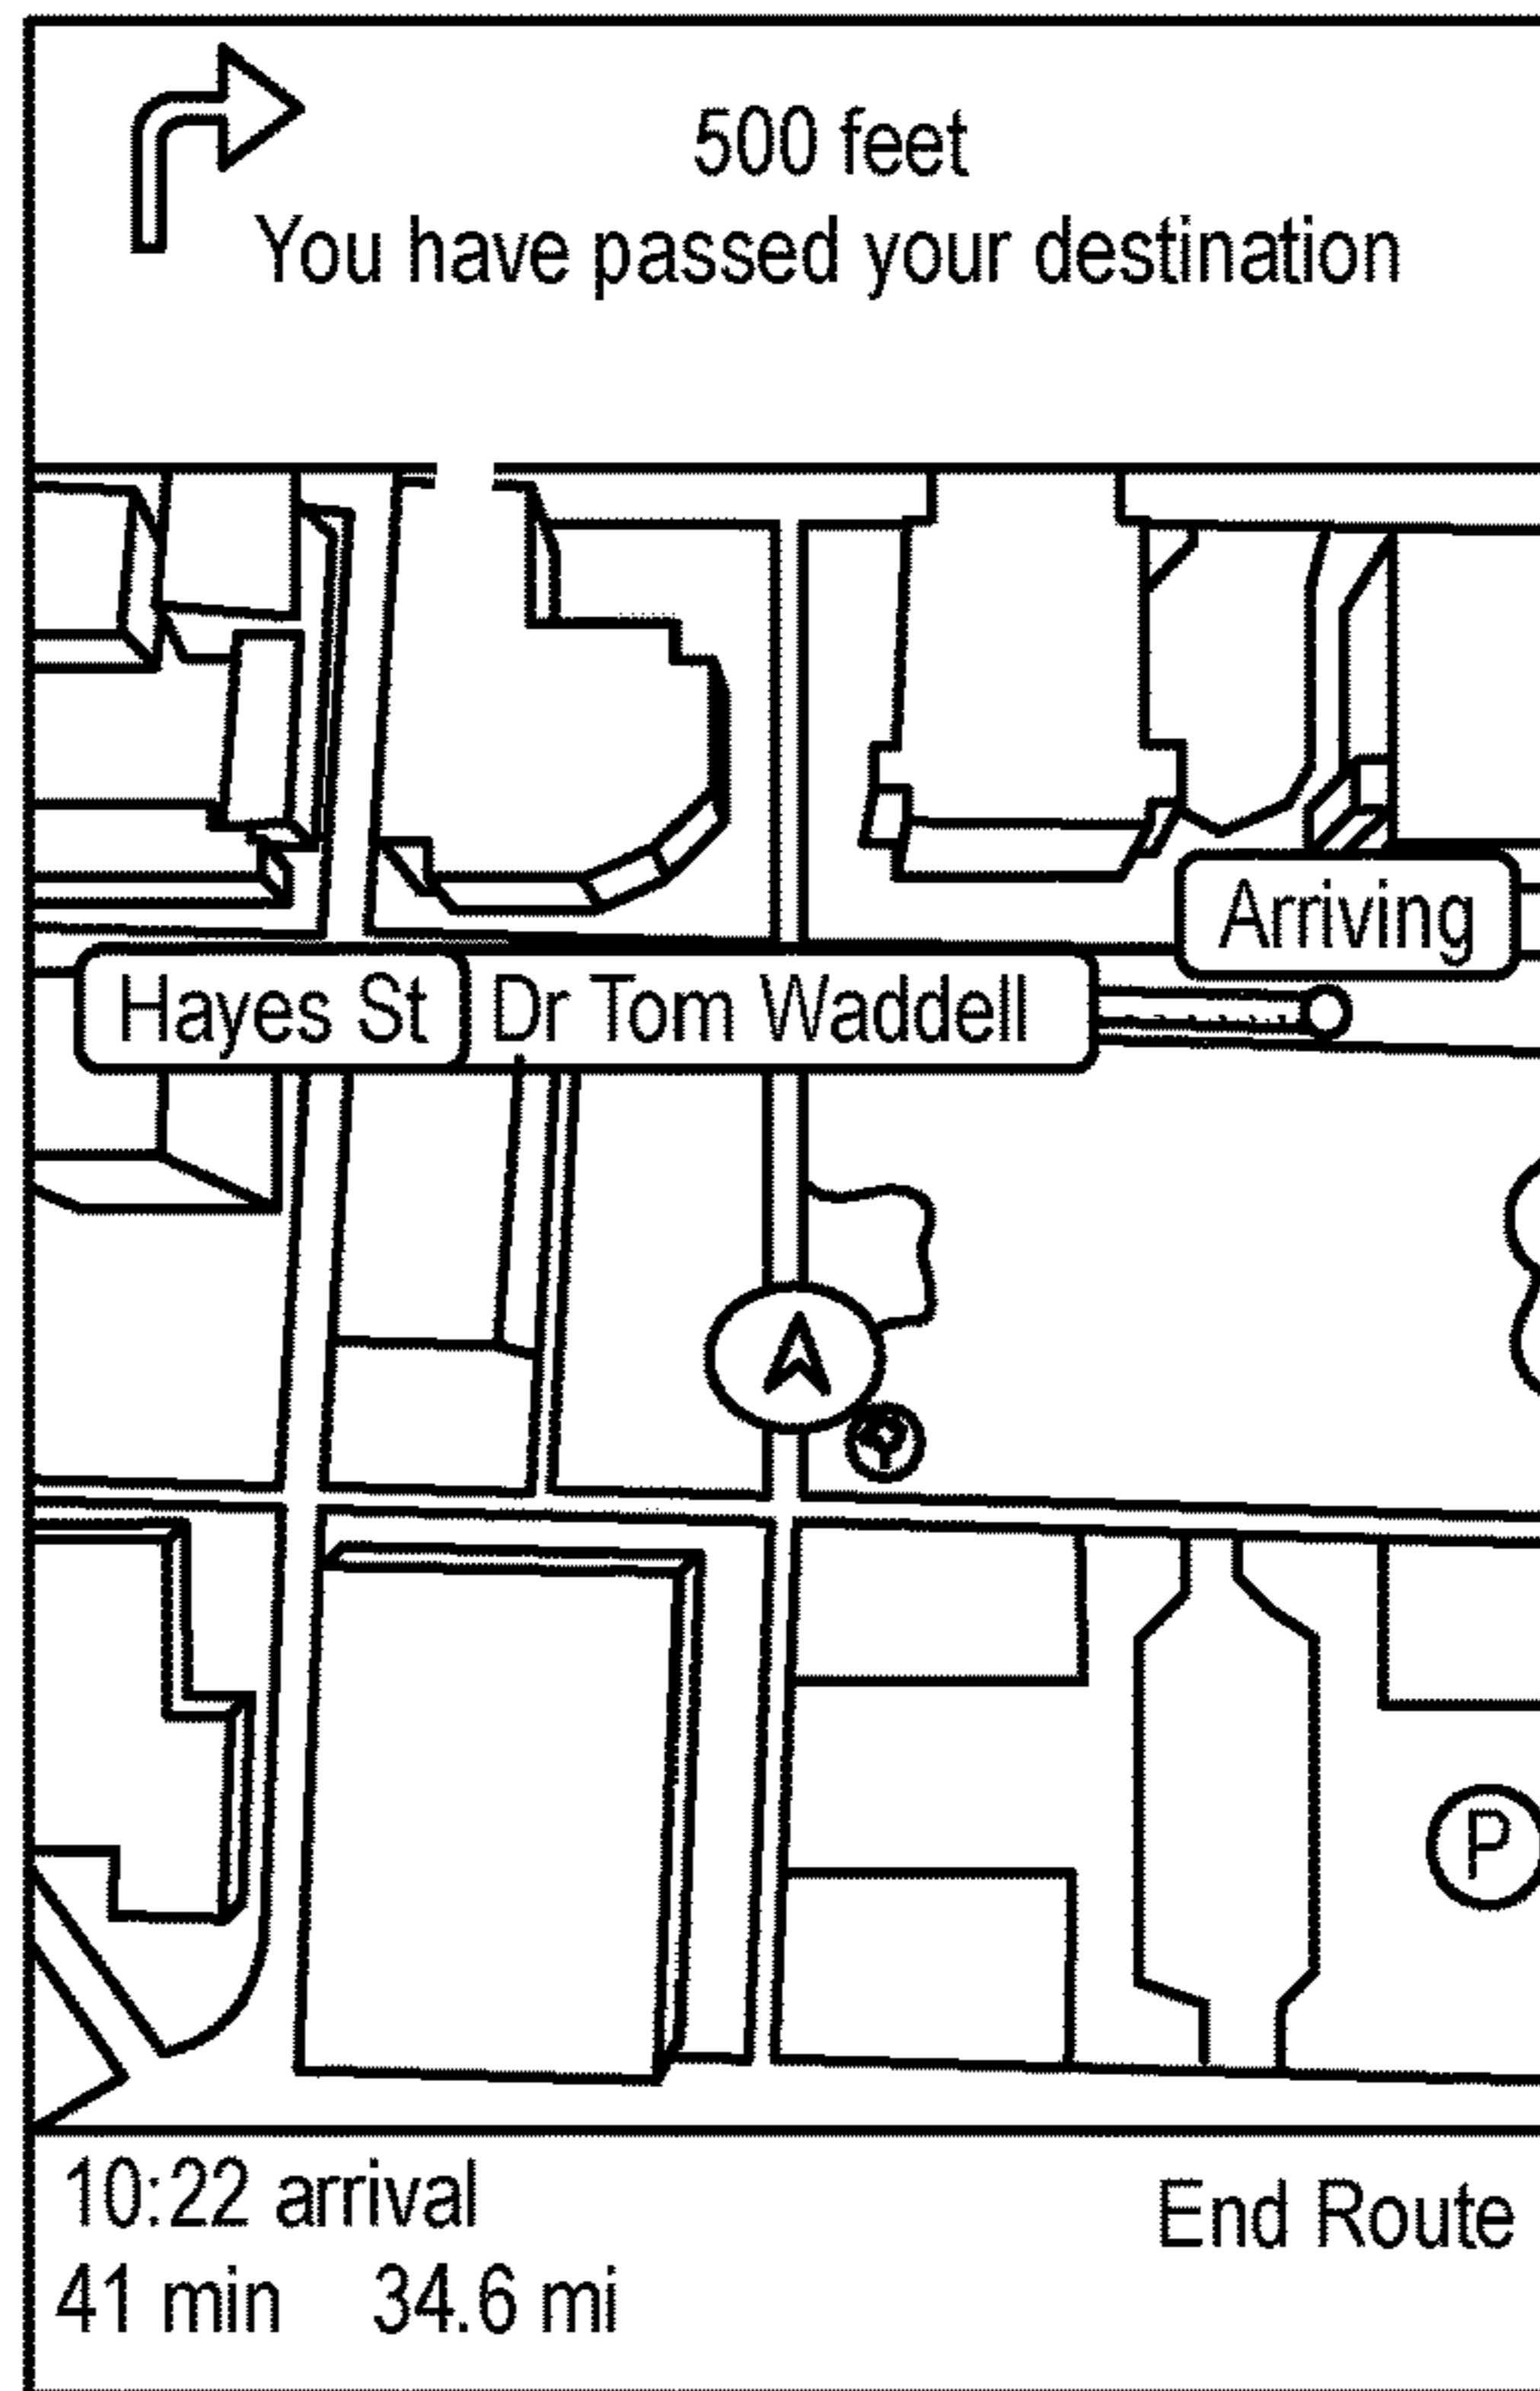 500 feet
You have passed your destination
Arriving
Hayes St
Dr Tom Waddell
P
10:22 arrival
End Route
41 min 34.6 mi